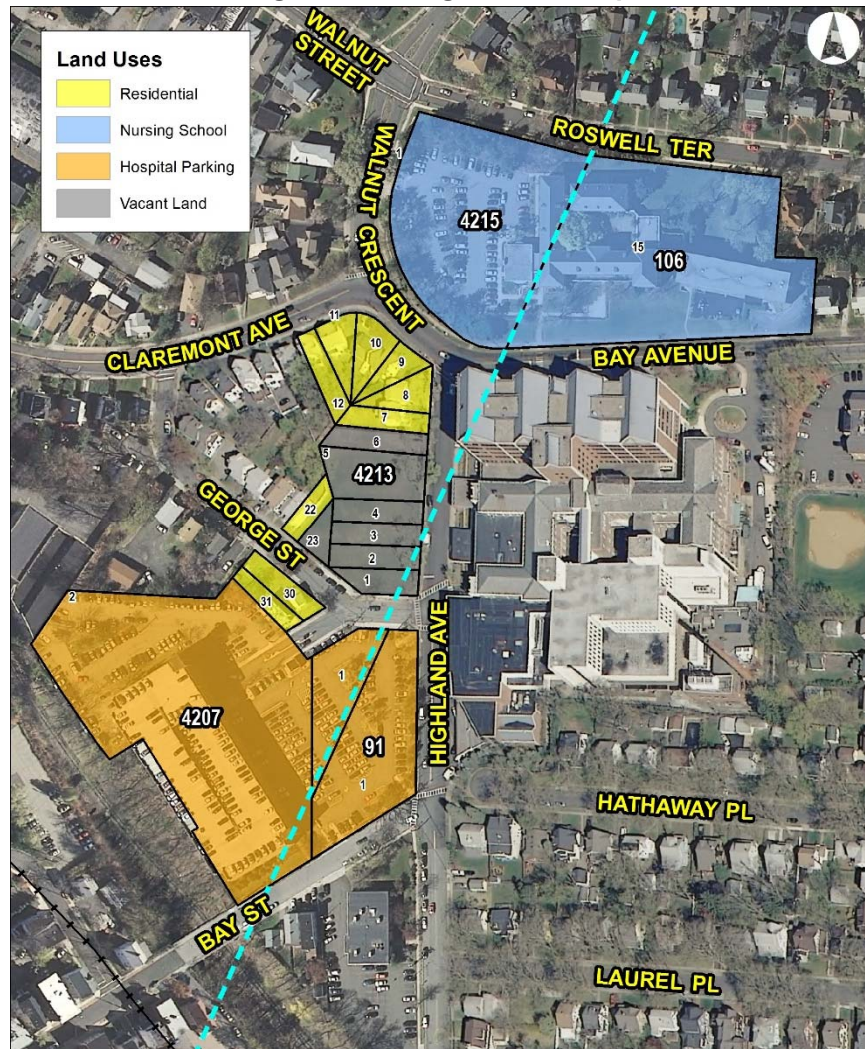 Land Uses
Residential
Nursing School
Hospital Parking
Vacant Land
WALNUT
STREET
WALNUT CRESCENT
ROSWELL TER
1
4215
15
106
BAY AVENUE
CLAREMONT AVE
11
10
9
8
12
7
6
5
4213
22
4
3
23
2
1
GEORGE ST
30
31
2
4207
1
91
1
HIGHLAND AVE
HATHAWAY PL
BAY ST
LAUREL PL